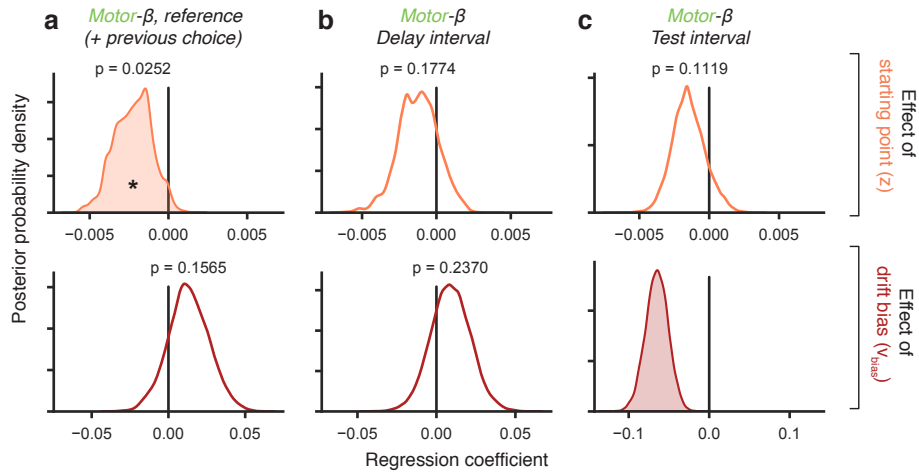 a
Motor-β, reference
(+ previous choice)
b
Motor-β
Delay interval
c
Motor-β
Test interval
Posterior probability density
p = 0.0252
*
−0.005
0.000
0.005
p = 0.1774
−0.005
0.000
0.005
p = 0.1119
−0.005
0.000
0.005
Effect of
starting point (z)
p = 0.1565
−0.05
0.00
0.05
p = 0.2370
−0.05
0.00
0.05
−0.1
0.0
0.1
Effect of
drift bias (vbias)
Regression coefficient